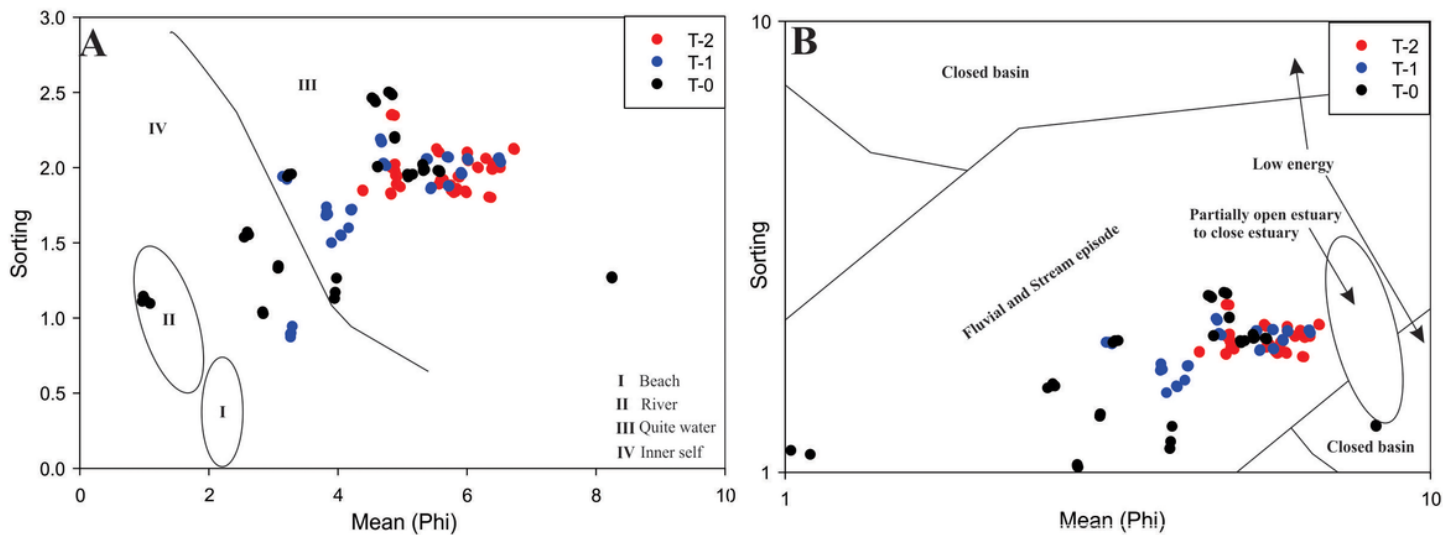 A
T-2
T-1
T-0
3.0
2.5
2.0
1.5
1.0
0.5
0.0
Sorting
III
IV
II
I
I Beach
II River
III Quite water
IV Inner self
0
2
4
6
8
10
Mean (Phi)
B
T-2
T-1
T-0
10
1
Sorting
Closed basin
Low energy
Partially open estuary
to close estuary
Fluvial and Stream episode
Closed basin
1
10
Mean (Phi)